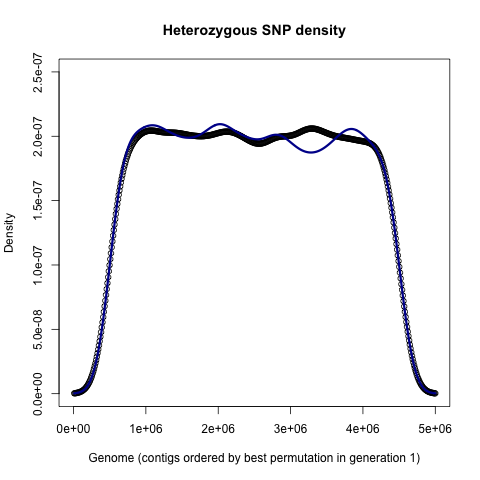 Heterozygous SNP density
Density
2.5e-07
2.0e-07
1.5e-07
1.0e-07
5.0e-08
0.0e+00
0e+00 1e+06 2e+06 3e+06 4e+06 5e+06
Genome (contigs ordered by best permutation in generation 1)